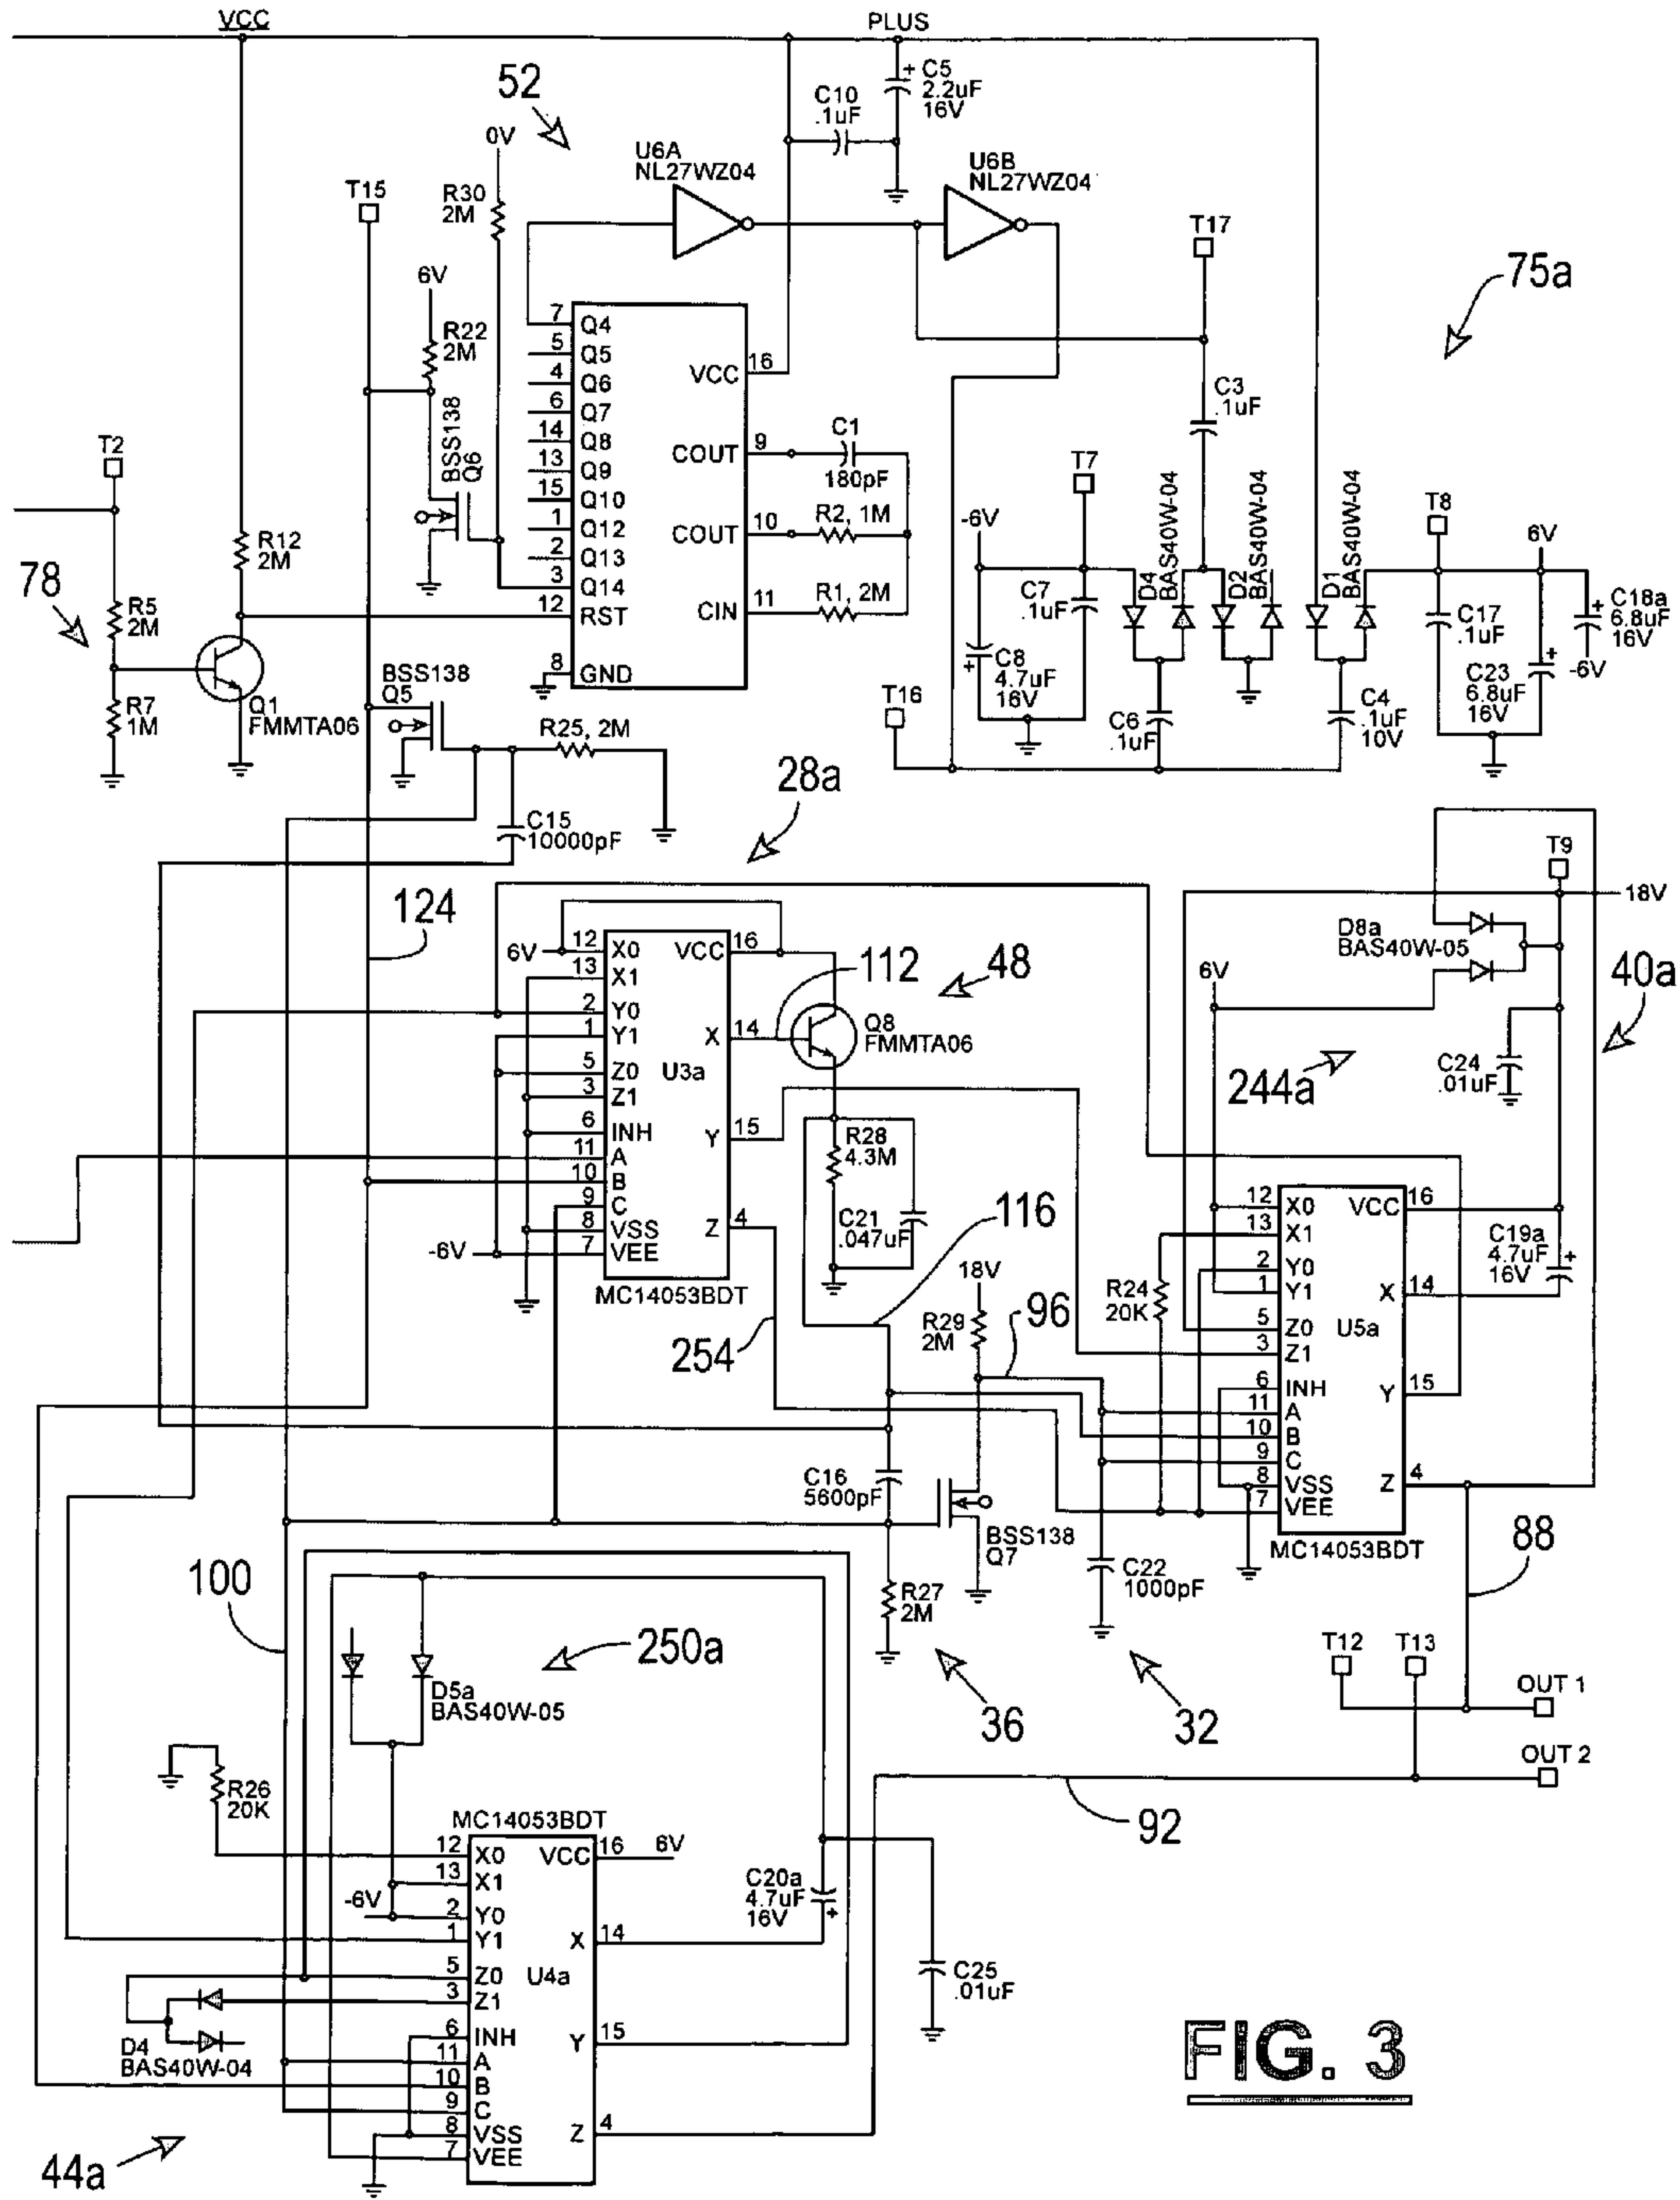 VCC
PLUS
52
C10
.1uF
C5
2.2uF
16V
+
0V
U6A
NL27WZ04
U6B
NL27WZ04
T15
R30
2M
T17
75a
6V
R22
2M
7 Q4
5 Q5
4 Q6
6 Q7
14 Q8
13 Q9
15 Q10
1 Q12
2 Q13
3 Q14
12 RST
8 GND
VCC 16
COUT 9
COUT 10
CIN 11
BSS138
Q6
C1
180pF
R2, 1M
R1, 2M
C3
.1uF
T2
R12
2M
78
R5
2M
R7
1M
Q1
FMMTA06
BSS138
Q5
R25, 2M
C15
10000pF
T7
-6V
C7
.1uF
C8
4.7uF
16V
+
T16
D4
BAS40W-04
D2
BAS40W-04
D1
BAS40W-04
C6
.1uF
C4
.1uF
10V
T8
6V
C17
.1uF
C23
6.8uF
16V
+
C18a
6.8uF
16V
+
-6V
28a
124
6V
12 X0
13 X1
2 Y0
1 Y1
5 Z0
3 Z1
6 INH
11 A
10 B
9 C
8 VSS
7 VEE
-6V
VCC 16
X 14
U3a
Y 15
Z 4
MC14053BDT
112
48
Q8
FMMTA06
R28
4.3M
C21
.047uF
116
254
T9
18V
D8a
BAS40W-05
6V
40a
244a
C24
.01uF
18V
R29
2M
96
R24
20K
12 X0
13 X1
2 Y0
1 Y1
5 Z0
3 Z1
6 INH
11 A
10 B
9 C
8 VSS
7 VEE
VCC 16
X 14
U5a
Y 15
Z 4
MC14053BDT
C19a
4.7uF
16V
+
C16
5600pF
BSS138
Q7
C22
1000pF
R27
2M
88
100
250a
D5a
BAS40W-05
36
32
T12
T13
OUT 1
OUT 2
92
R26
20K
MC14053BDT
12 X0
13 X1
-6V
2 Y0
1 Y1
5 Z0
3 Z1
6 INH
11 A
10 B
9 C
8 VSS
7 VEE
VCC 16
6V
X 14
U4a
Y 15
Z 4
C20a
4.7uF
16V
+
C25
.01uF
D4
BAS40W-04
44a
FIG. 3